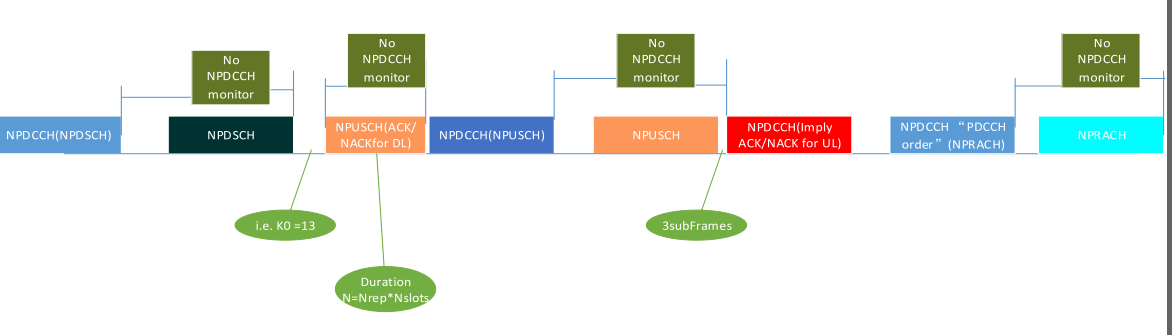 No
NPDCCH
monitor
No
NPDCCH
monitor
No
NPDCCH
monitor
No
NPDCCH
monitor
NPDCCH(NPDSCH)
NPDSCH
NPUSCH(ACK/
NACKfor DL)
NPDCCH(NPUSCH)
NPUSCH
NPDCCH(Imply
ACK/NACK for UL)
NPDCCH “PDCCH
order” (NPRACH)
NPRACH
i.e. K0 =13
3subFrames
Duration
N=Nrep*Nslots